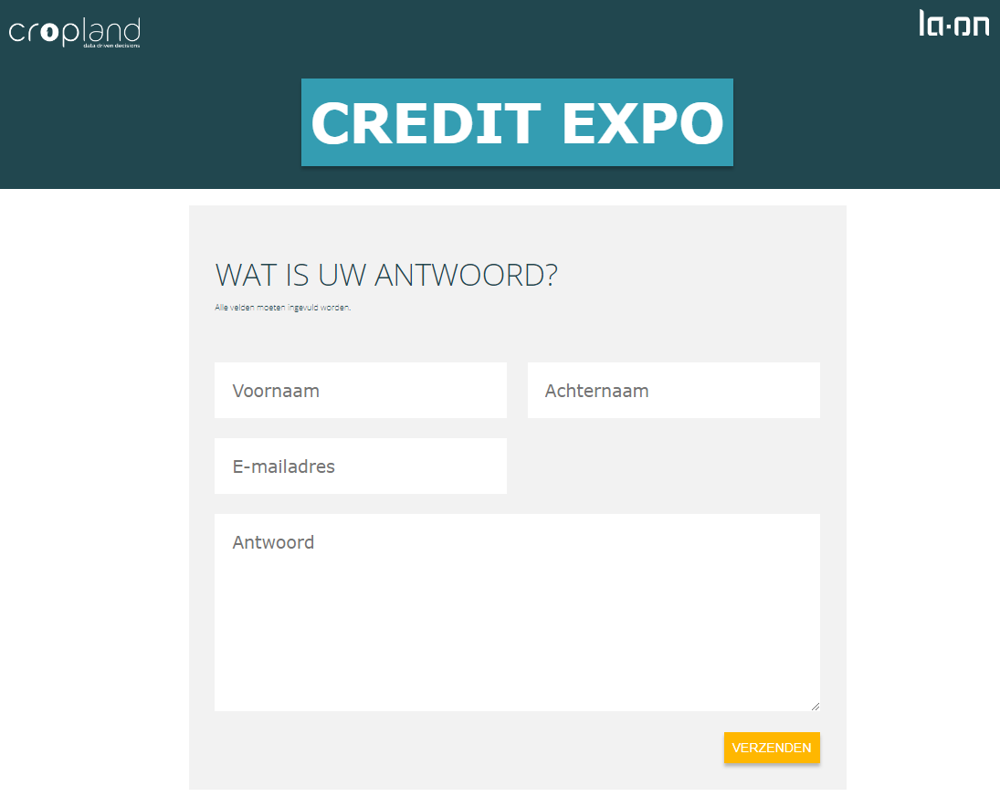 cropland
data driven decisions
la·on
CREDIT EXPO
WAT IS UW ANTWOORD?
Alle velden moeten ingevuld worden.
Voornaam
Achternaam
E-mailadres
Antwoord
VERZENDEN